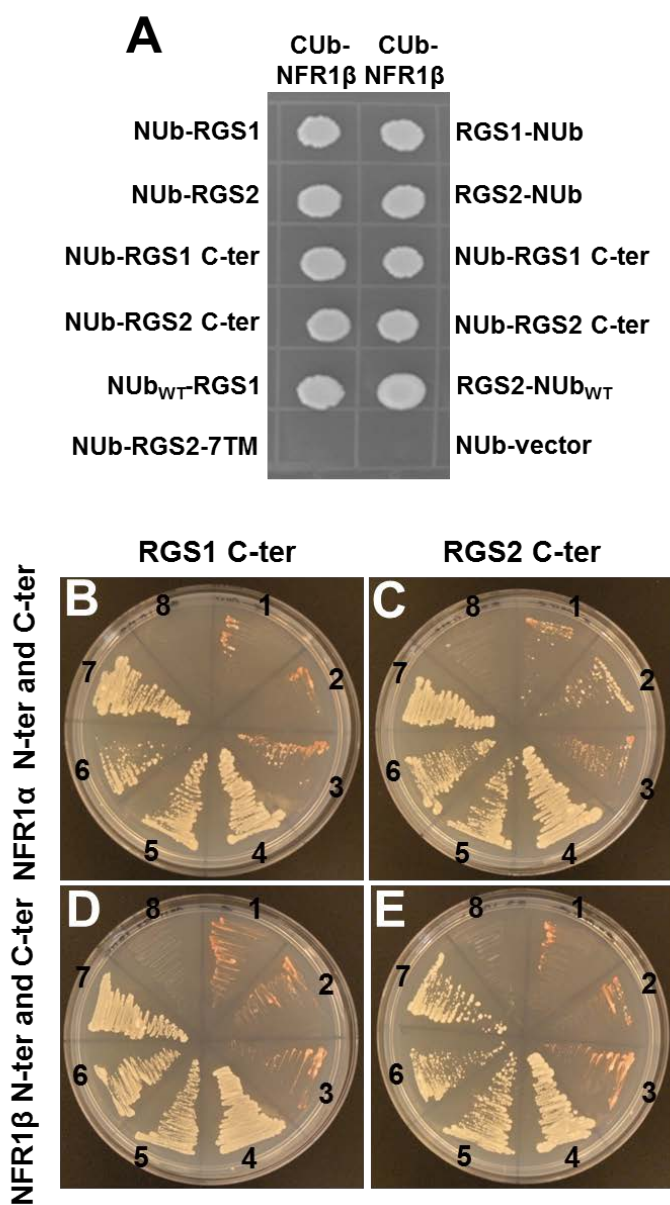 A
CUb- CUb-
NFR1β NFR1β
NUb-RGS1 RGS1-NUb
NUb-RGS2 RGS2-NUb
NUb-RGS1 C-ter NUb-RGS1 C-ter
NUb-RGS2 C-ter NUb-RGS2 C-ter
NUbWT-RGS1 RGS2-NUbWT
NUb-RGS2-7TM NUb-vector
RGS1 C-ter RGS2 C-ter
NFR1α N-ter and C-ter
B 8 1 2 3 4 5 6 7
C 8 1 2 3 4 5 6 7
NFR1β N-ter and C-ter
D 8 1 2 3 4 5 6 7
E 8 1 2 3 4 5 6 7